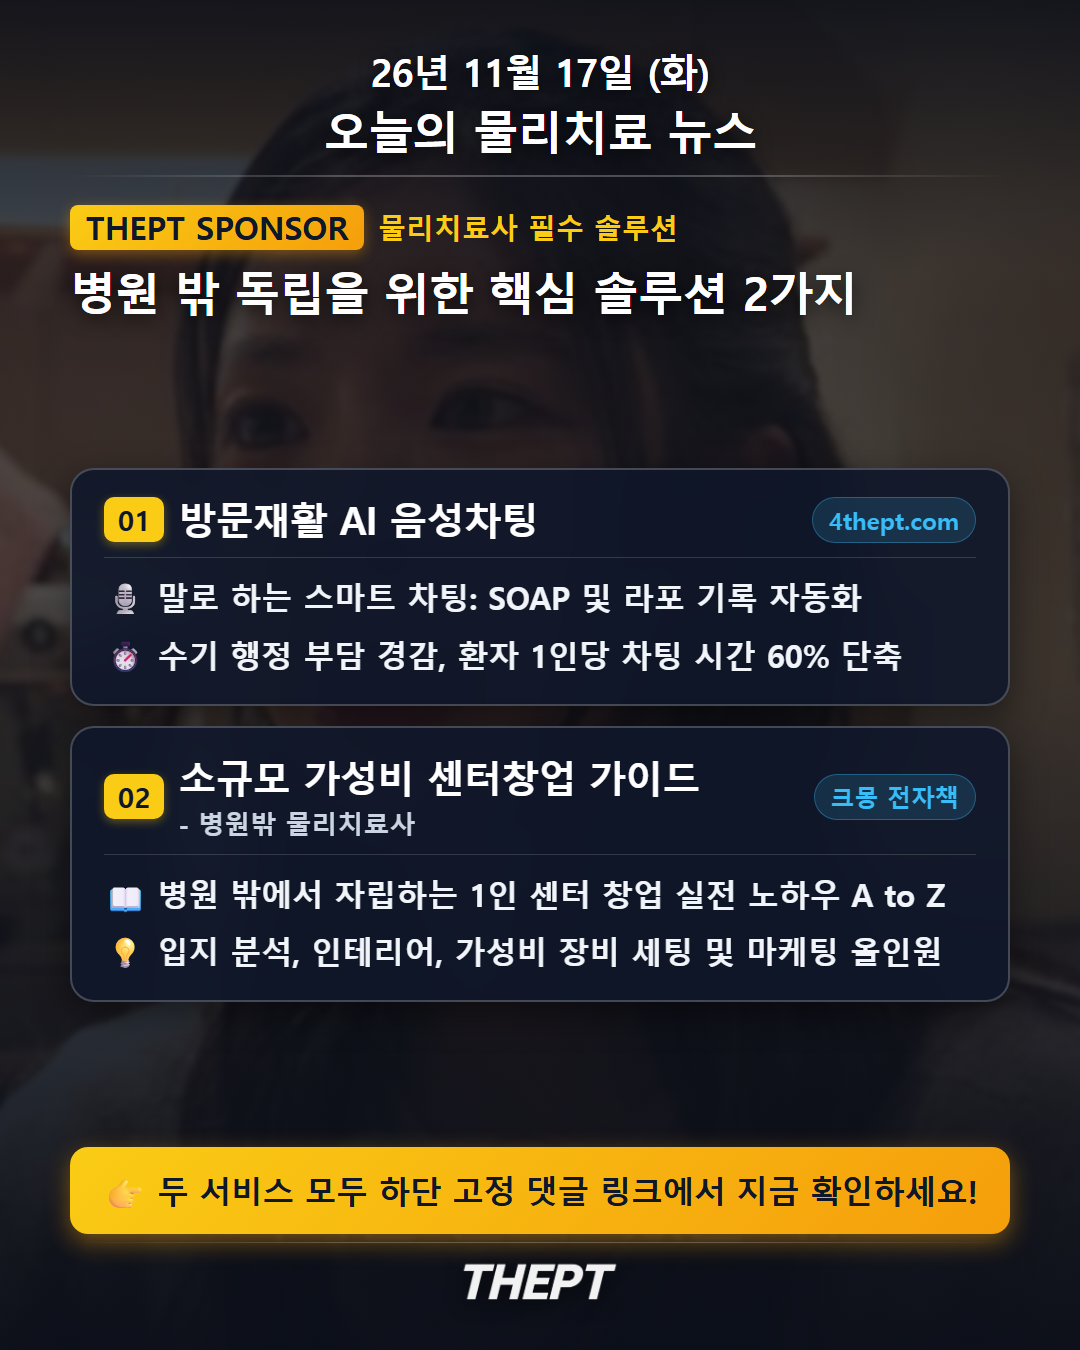 26년 11월 17일 (화)
오늘의 물리치료 뉴스
THEPT SPONSOR 물리치료사 필수 솔루션
병원 밖 독립을 위한 핵심 솔루션 2가지
01 방문재활 AI 음성차팅 4thept.com
말로 하는 스마트 차팅: SOAP 및 라포 기록 자동화
수기 행정 부담 경감, 환자 1인당 차팅 시간 60% 단축
02 소규모 가성비 센터창업 가이드 크몽 전자책
- 병원밖 물리치료사
병원 밖에서 자립하는 1인 센터 창업 실전 노하우 A to Z
입지 분석, 인테리어, 가성비 장비 세팅 및 마케팅 올인원
두 서비스 모두 하단 고정 댓글 링크에서 지금 확인하세요!
THEPT